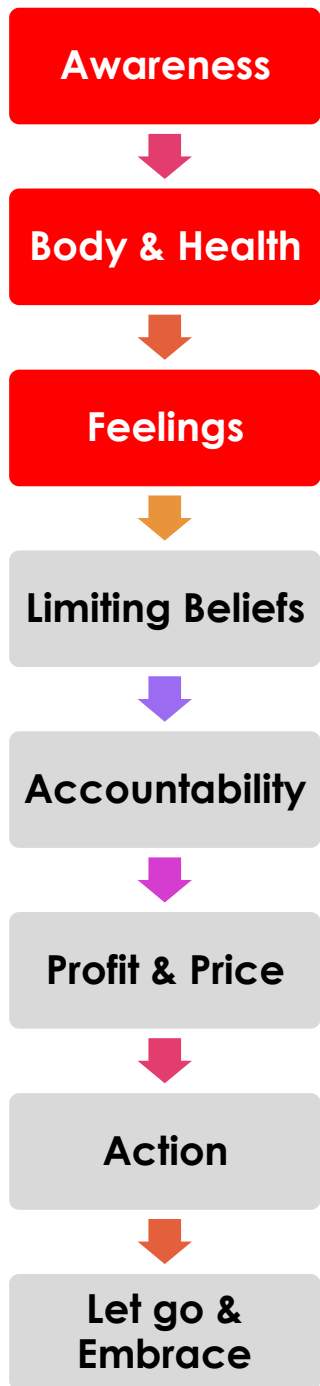 Awareness
Body & Health
Feelings
Limiting Beliefs
Accountability
Profit & Price
Action
Let go &
Embrace